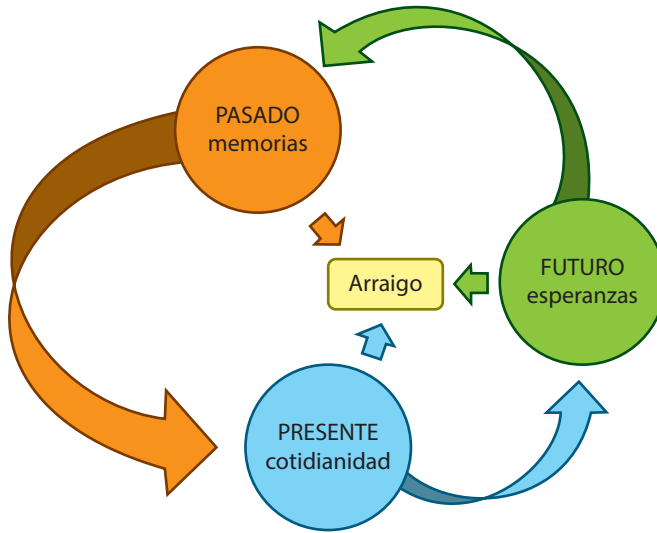 PASADO
memorias
Arraigo
FUTURO
esperanzas
PRESENTE
cotidianidad